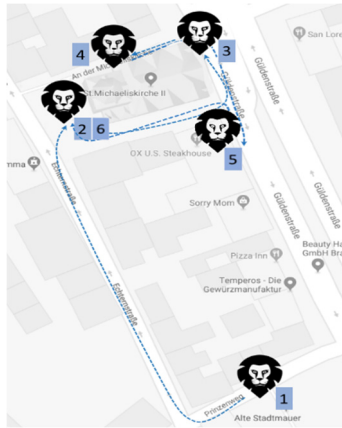 4
3
An der Mic
San Lore
St.Michaeliskirche II
Güldenstraße
2 6
OX U.S. Steakhouse
5
mma
Echternstraße
Güldenstraße
Güldenstraße
Sorry Mom
Pizza Inn
Beauty Ha
GmbH Bra
Temperos - Die
Gewürzmanufaktur
Echternstraße
Prinzenweg
1
Alte Stadtmauer